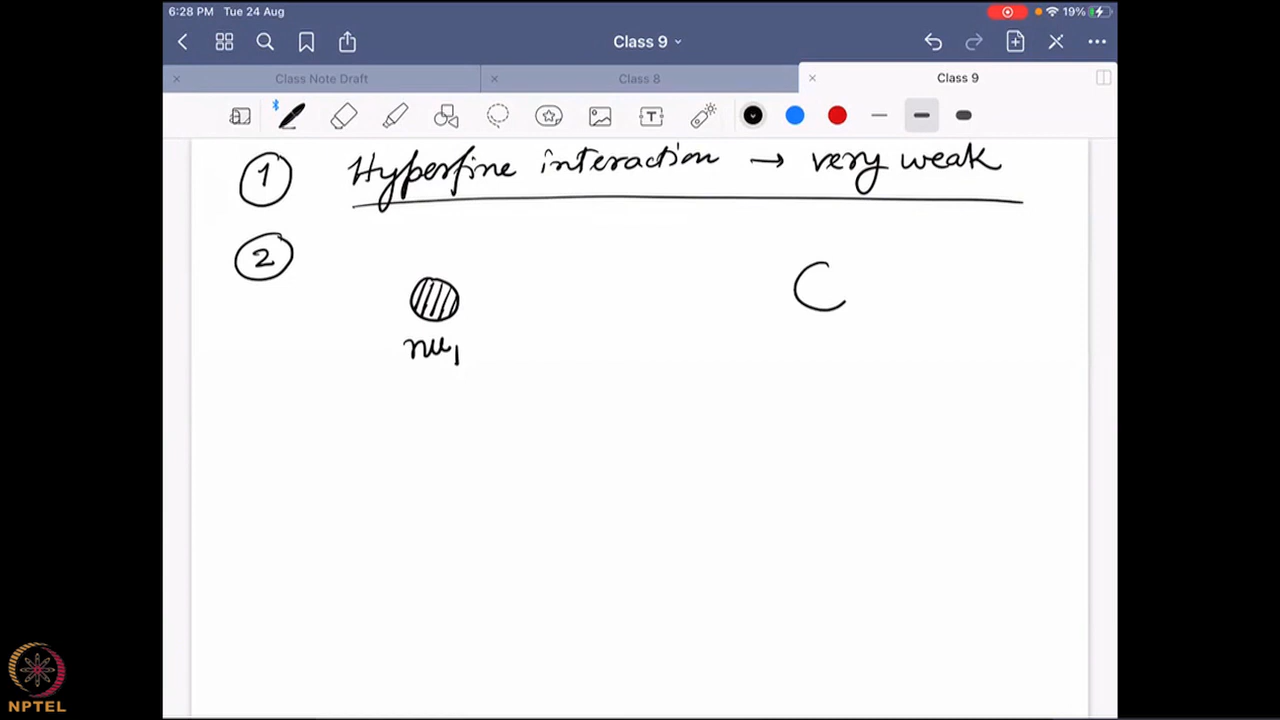 6:28 PM Tue 24 Aug 19%
Class 9
Class Note Draft Class 8 Class 9
T
1 Hyperfine interaction → very weak
2
nu₁
NPTEL